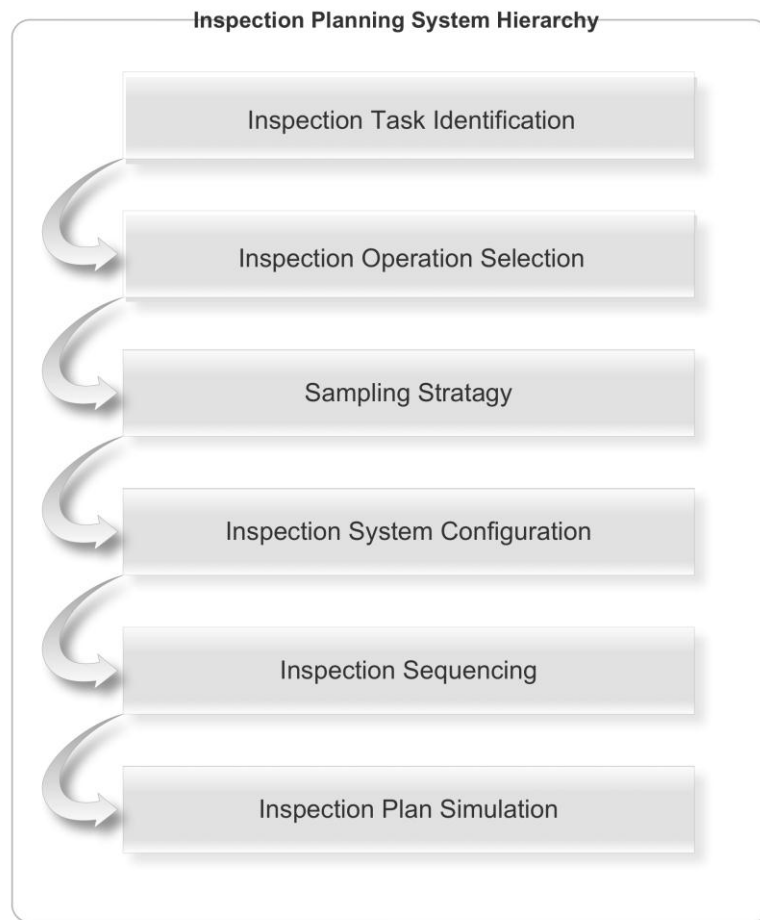 Inspection Planning System Hierarchy
Inspection Task Identification
Inspection Operation Selection
Sampling Stratagy
Inspection System Configuration
Inspection Sequencing
Inspection Plan Simulation